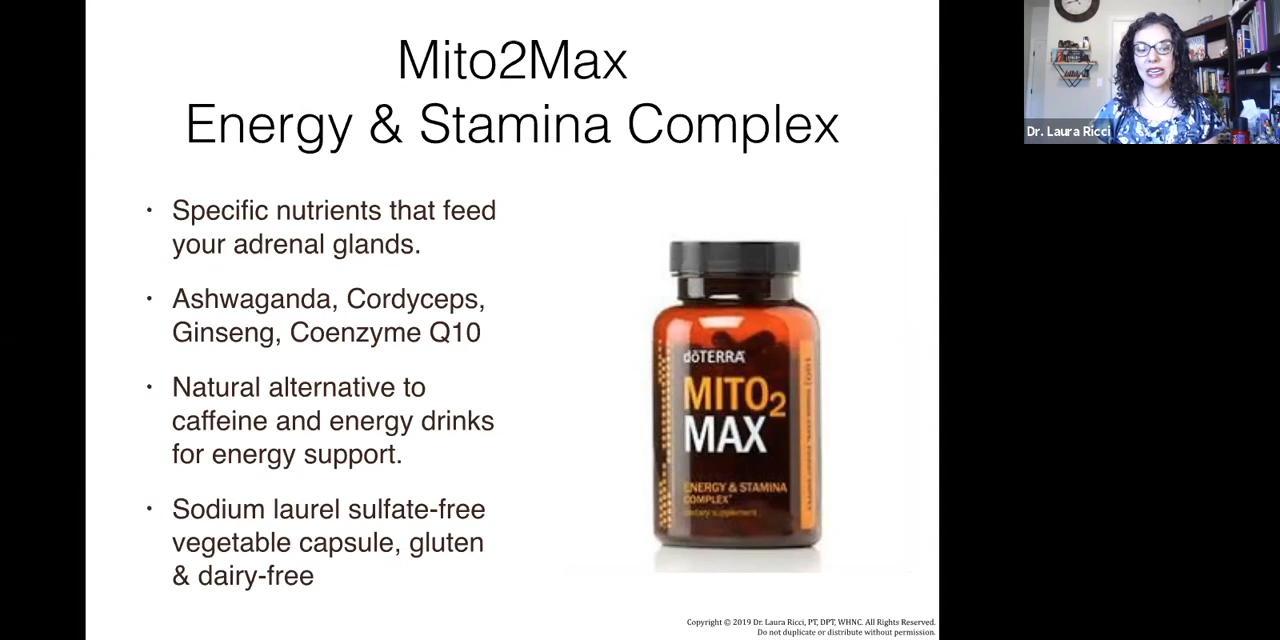 Mito2Max
Energy & Stamina Complex
• Specific nutrients that feed
your adrenal glands.
• Ashwaganda, Cordyceps,
Ginseng, Coenzyme Q10
• Natural alternative to
caffeine and energy drinks
for energy support.
• Sodium laurel sulfate-free
vegetable capsule, gluten
& dairy-free
dōTERRA
MITO2
MAX
ENERGY & STAMINA
COMPLEX
dietary supplement
Copyright © 2019 Dr. Laura Ricci, PT, DPT, WHNC. All Rights Reserved.
Do not duplicate or distribute without permission.
Dr. Laura Ricci